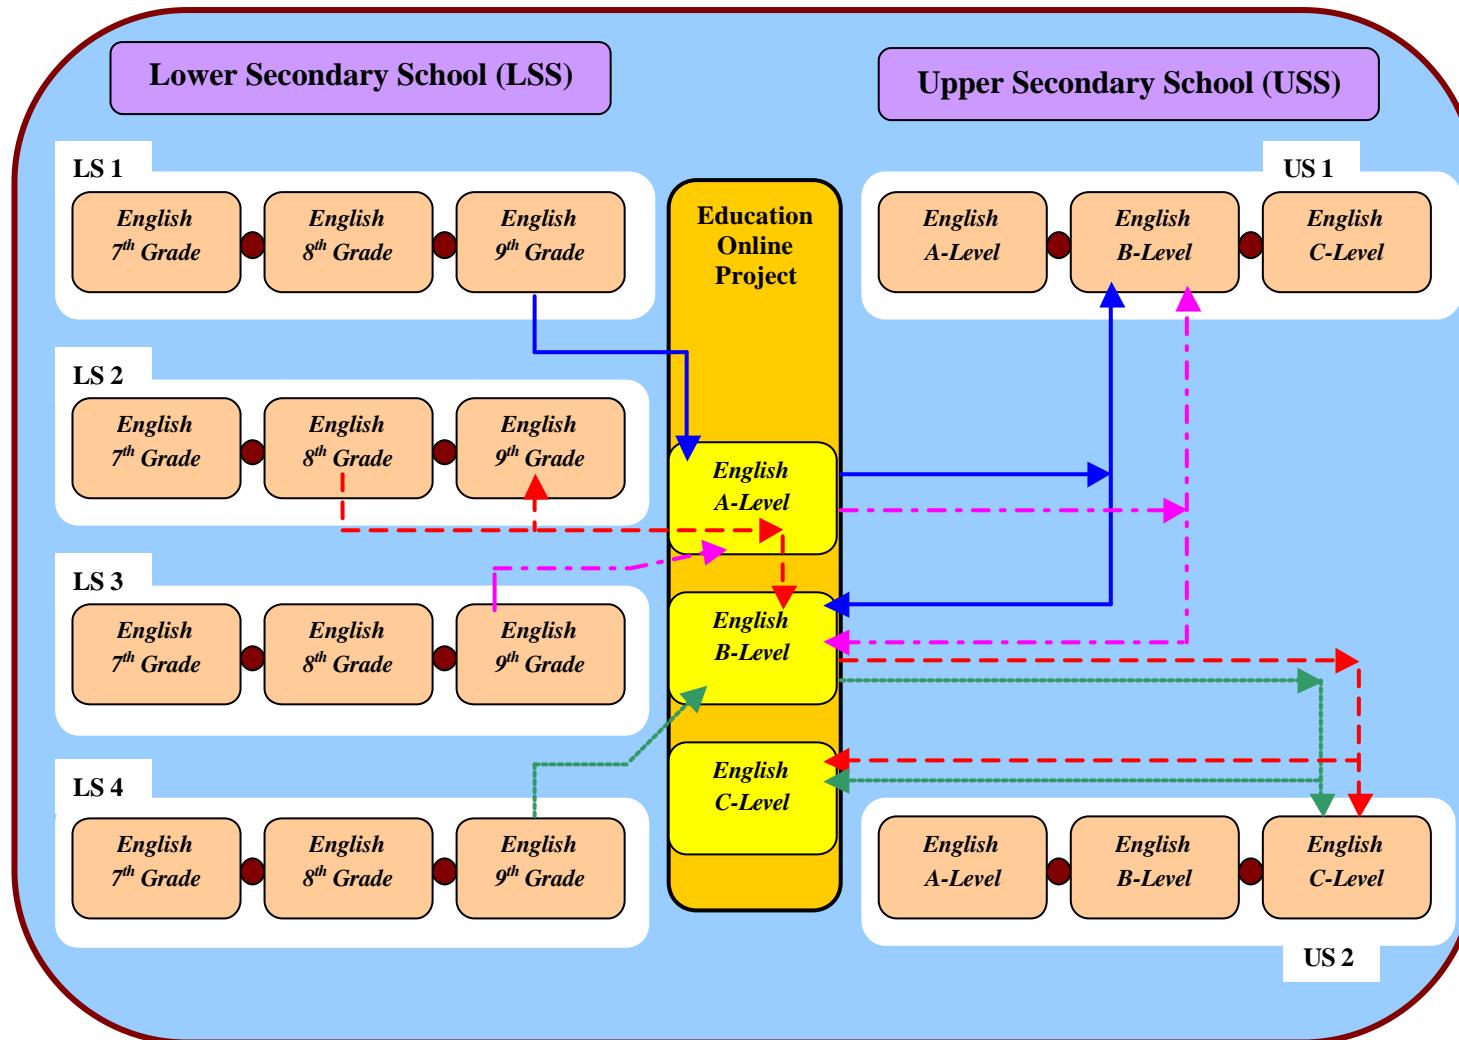 Lower Secondary School (LSS)
Upper Secondary School (USS)
LS 1
English
7th Grade
English
8th Grade
English
9th Grade
LS 2
English
7th Grade
English
8th Grade
English
9th Grade
LS 3
English
7th Grade
English
8th Grade
English
9th Grade
LS 4
English
7th Grade
English
8th Grade
English
9th Grade
Education
Online
Project
English
A-Level
English
B-Level
English
C-Level
US 1
English
A-Level
English
B-Level
English
C-Level
English
A-Level
English
B-Level
English
C-Level
US 2